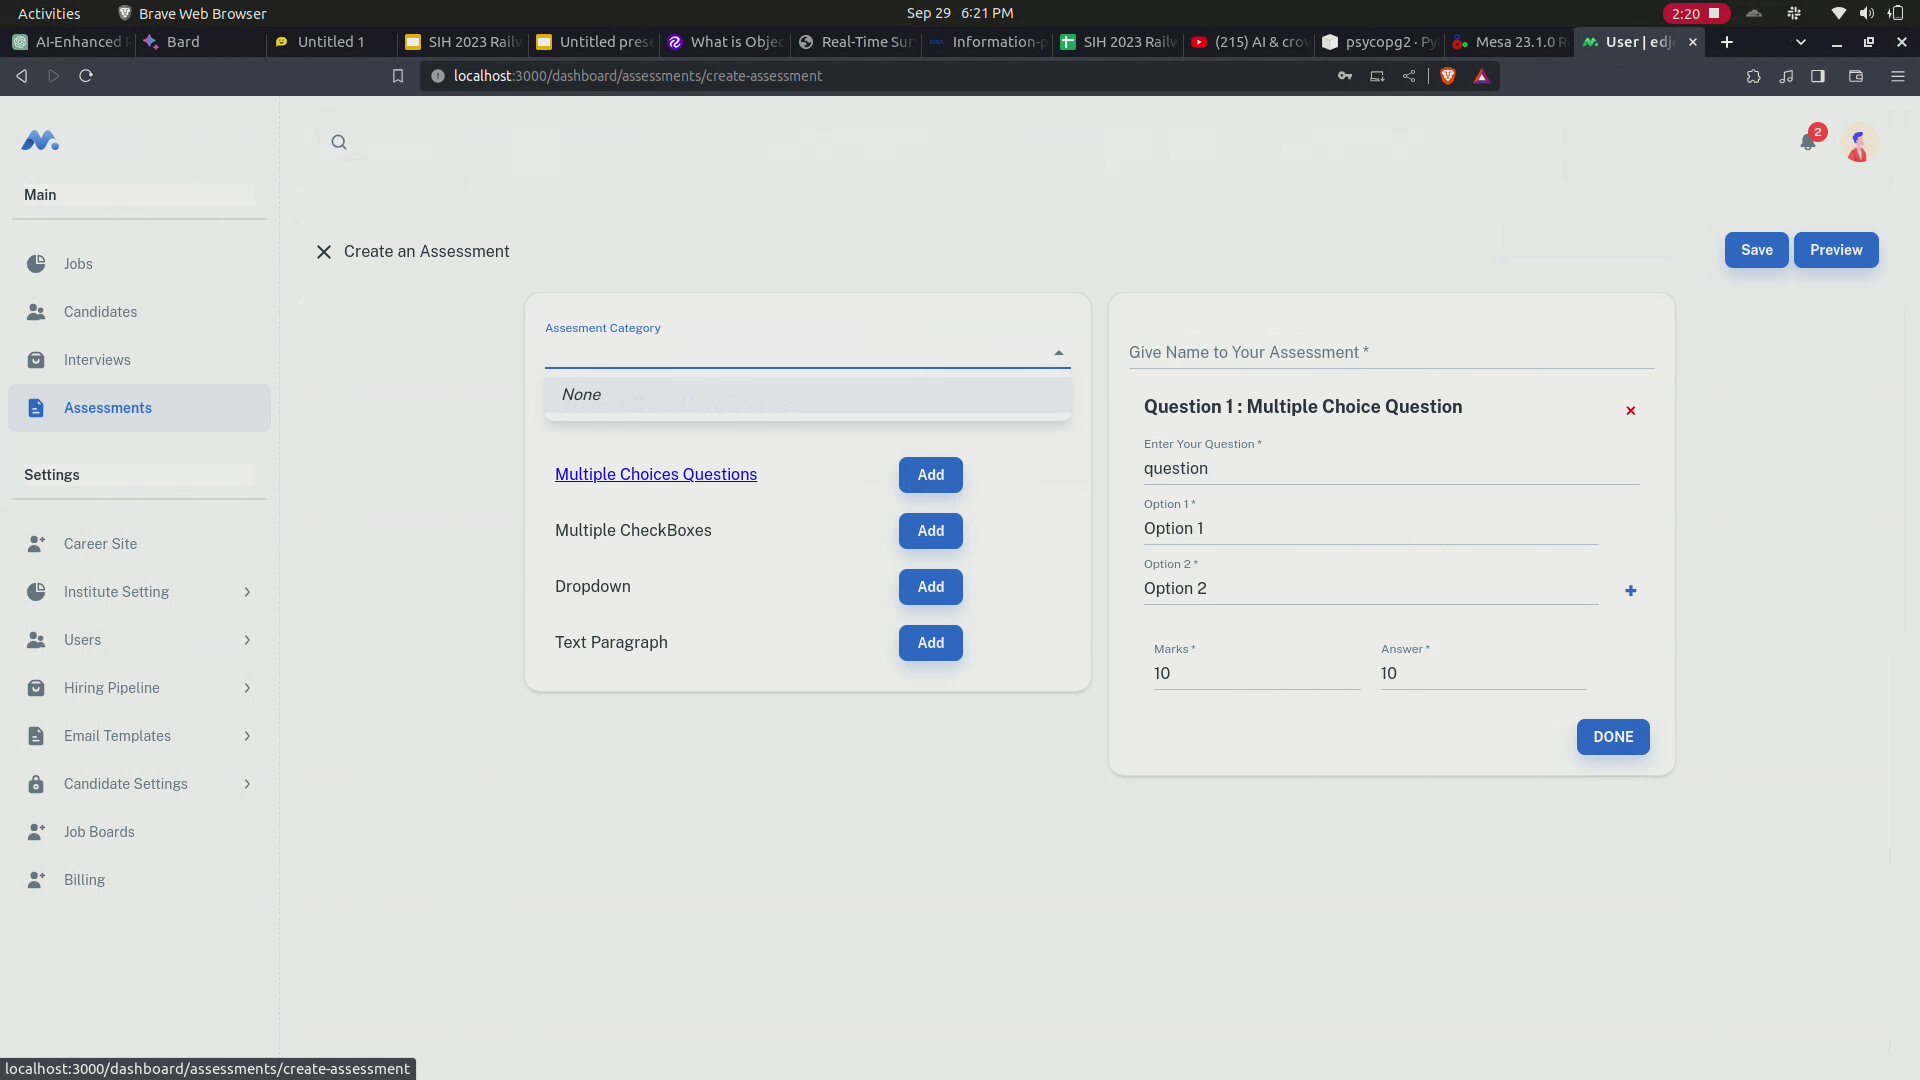 Activities
Brave Web Browser
Sep 29 6:21 PM
2:20
AI-Enhanced
Bard
Untitled 1
SIH 2023 Railw
Untitled prese
What is Objec
Real-Time Sur
Information-p
SIH 2023 Railw
(215) AI & crow
psycopg2 · Py
Mesa 23.1.0 R
User | edj
localhost:3000/dashboard/assessments/create-assessment
2
Main
Jobs
Candidates
Interviews
Assessments
Settings
Career Site
Institute Setting
Users
Hiring Pipeline
Email Templates
Candidate Settings
Job Boards
Billing
Create an Assessment
Save
Preview
Assesment Category
None
Multiple Choices Questions
Add
Multiple CheckBoxes
Add
Dropdown
Add
Text Paragraph
Add
Give Name to Your Assessment *
Question 1 : Multiple Choice Question
Enter Your Question *
question
Option 1 *
Option 1
Option 2 *
Option 2
Marks *
10
Answer *
10
DONE
localhost:3000/dashboard/assessments/create-assessment